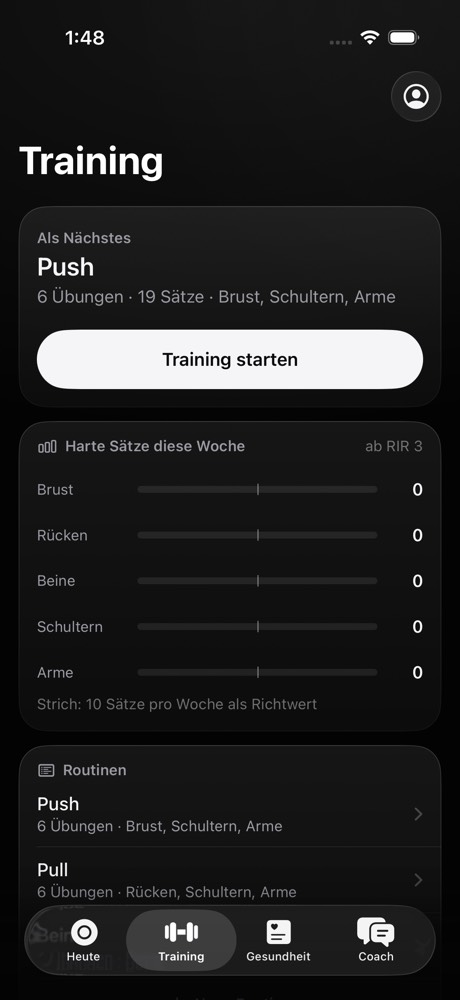 1:48
Training
Als Nächstes
Push
6 Übungen · 19 Sätze · Brust, Schultern, Arme
Training starten
Harte Sätze diese Woche
ab RIR 3
Brust
0
Rücken
0
Beine
0
Schultern
0
Arme
0
Strich: 10 Sätze pro Woche als Richtwert
Routinen
Push
6 Übungen · Brust, Schultern, Arme
Pull
6 Übungen · Rücken, Schultern, Arme
Heute
Training
Gesundheit
Coach